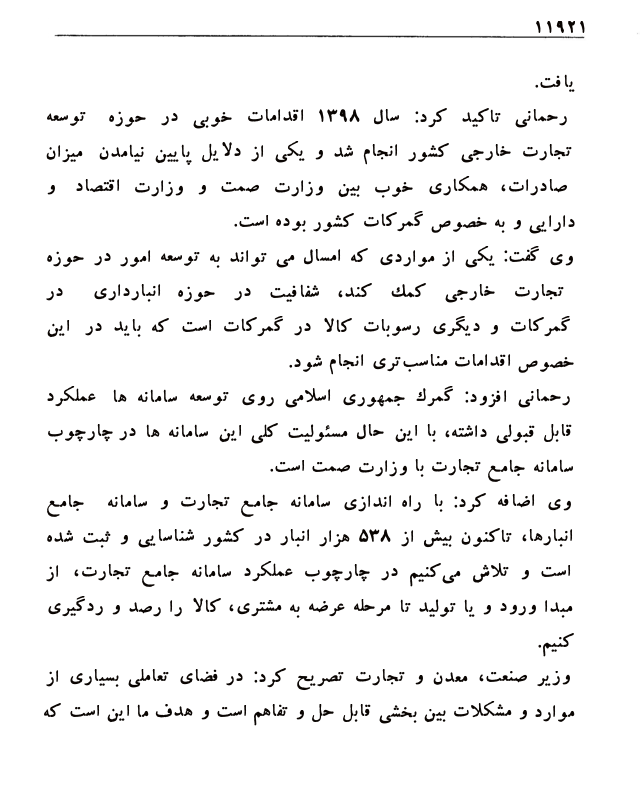 ۱۱۹۲۱
یافت.
رحمانی تاکید کرد: سال ۱۳۹۸ اقدامات خوبی در حوزه توسعه
تجارت خارجی کشور انجام شد و یکی از دلایل پایین نیامدن میزان
صادرات، همکاری خوب بین وزارت صمت و وزارت اقتصاد و
دارایی و به خصوص گمرکات کشور بوده است.
وی گفت: یکی از مواردی که امسال می تواند به توسعه امور در حوزه
تجارت خارجی کمك کند، شفافیت در حوزه انبارداری در
گمرکات و دیگری رسوبات کالا در گمرکات است که باید در این
خصوص اقدامات مناسب‌تری انجام شود.
رحمانی افزود: گمرك جمهوری اسلامی روی توسعه سامانه ها عملکرد
قابل قبولی داشته، با این حال مسئولیت کلی این سامانه ها در چارچوب
سامانه جامع تجارت با وزارت صمت است.
وی اضافه کرد: با راه اندازی سامانه جامع تجارت و سامانه جامع
انبارها، تاکنون بیش از ۵۳۸ هزار انبار در کشور شناسایی و ثبت شده
است و تلاش می‌کنیم در چارچوب عملکرد سامانه جامع تجارت، از
مبدا ورود و یا تولید تا مرحله عرضه به مشتری، کالا را رصد و ردگیری
کنیم.
وزیر صنعت، معدن و تجارت تصریح کرد: در فضای تعاملی بسیاری از
موارد و مشکلات بین بخشی قابل حل و تفاهم است و هدف ما این است که